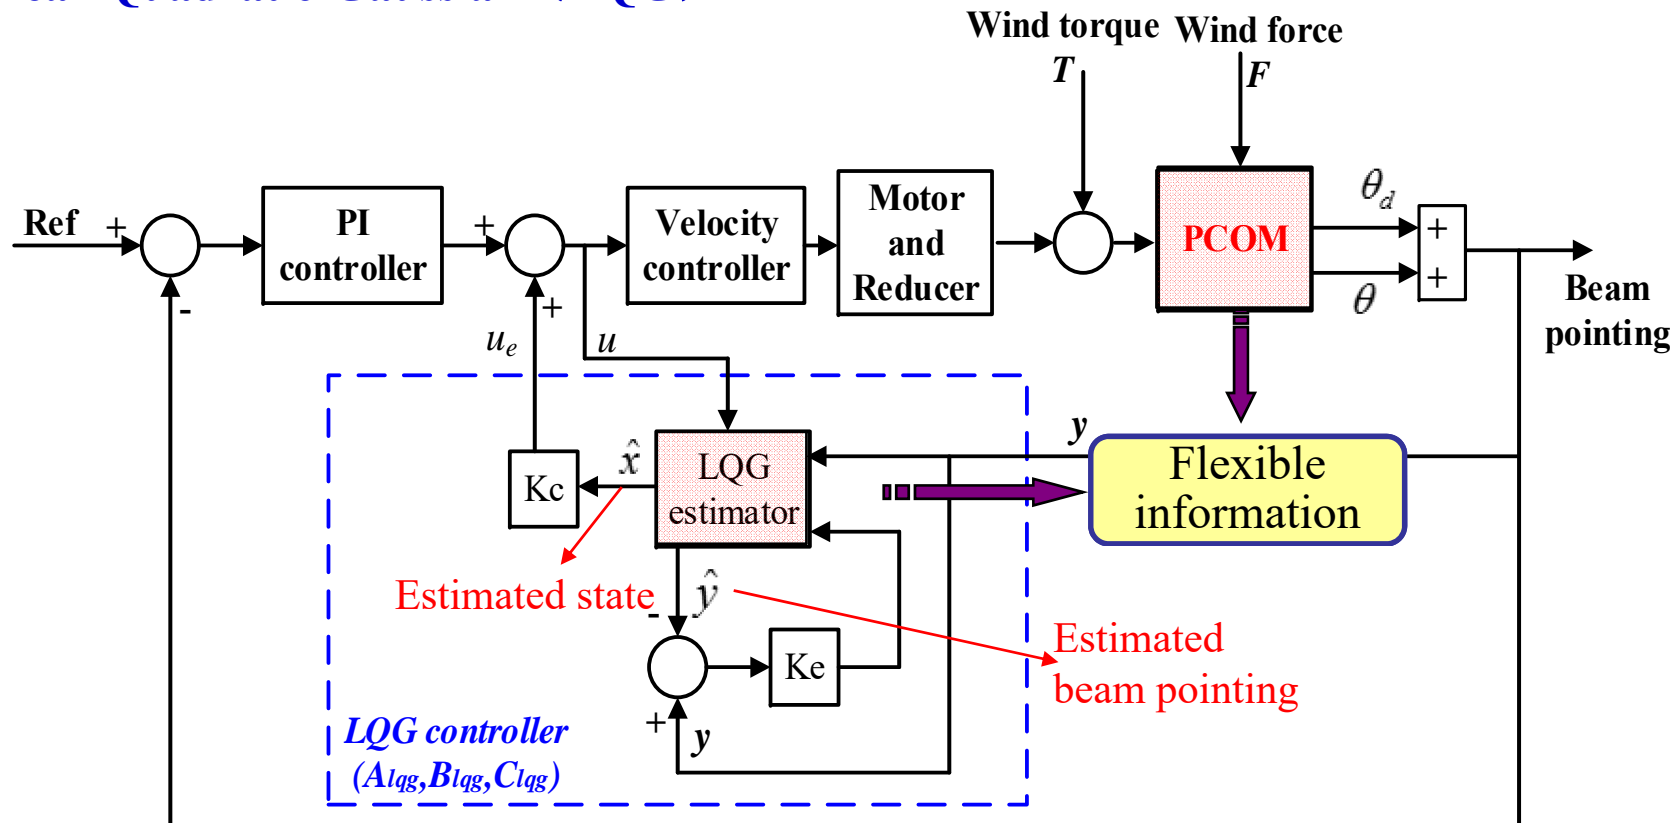 Wind torque Wind force
T
F
Ref
+
-
PI
controller
+
+
Velocity
controller
Motor
and
Reducer
PCOM
θd
θ
+
+
Beam
pointing
ue
u
y
Flexible
information
Kc
x̂
LQG
estimator
Estimated state
-
ŷ
Ke
Estimated
beam pointing
+
y
LQG controller
(Alqg,Blqg,Clqg)